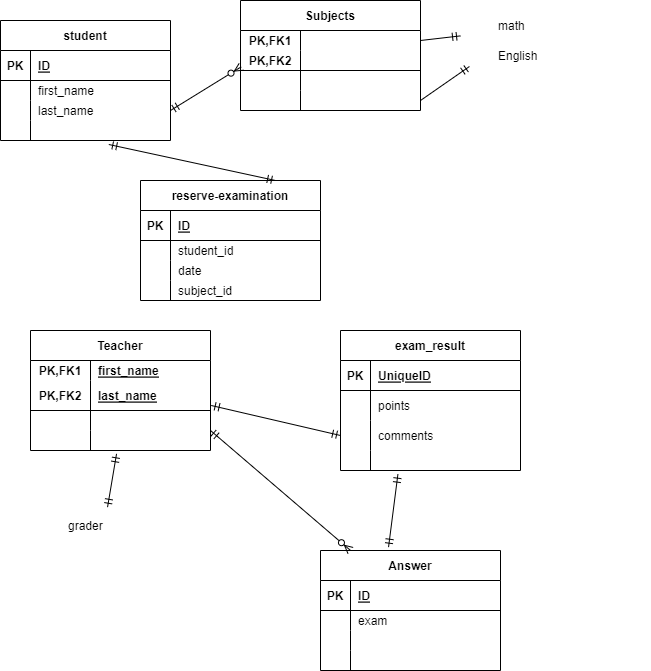 student
PK ID
first_name
last_name
Subjects
PK,FK1
PK,FK2
math
English
reserve-examination
PK ID
student_id
date
subject_id
Teacher
PK,FK1 first_name
PK,FK2 last_name
grader
exam_result
PK UniqueID
points
comments
Answer
PK ID
exam